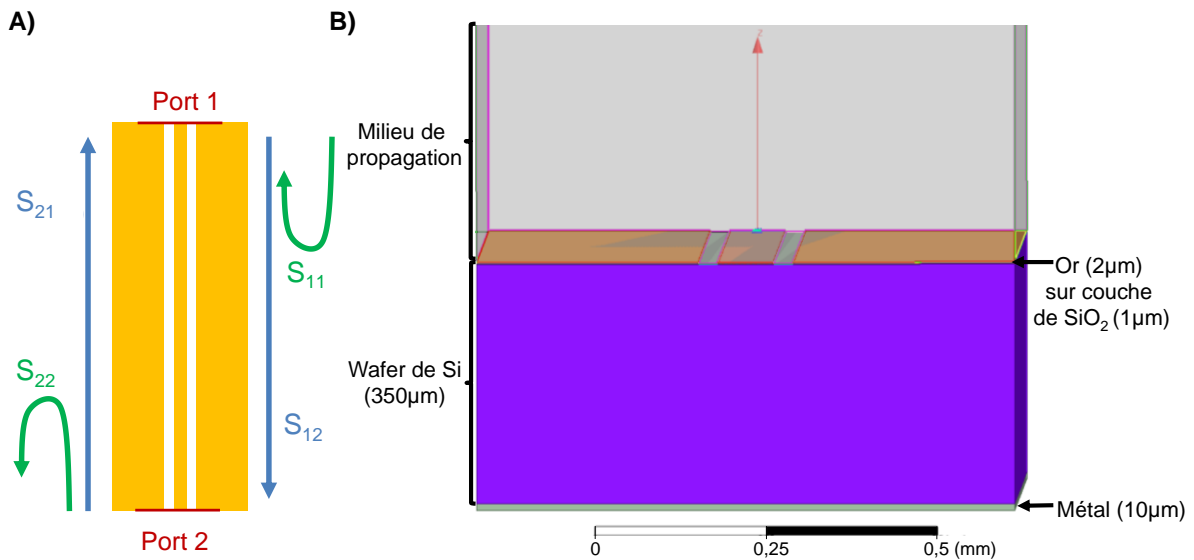 A)
Port 1
S21
S11
S22
S12
Port 2
B)
z
Milieu de
propagation
Or (2µm)
sur couche
de SiO2 (1µm)
Wafer de Si
(350µm)
Métal (10µm)
0
0,25
0,5 (mm)